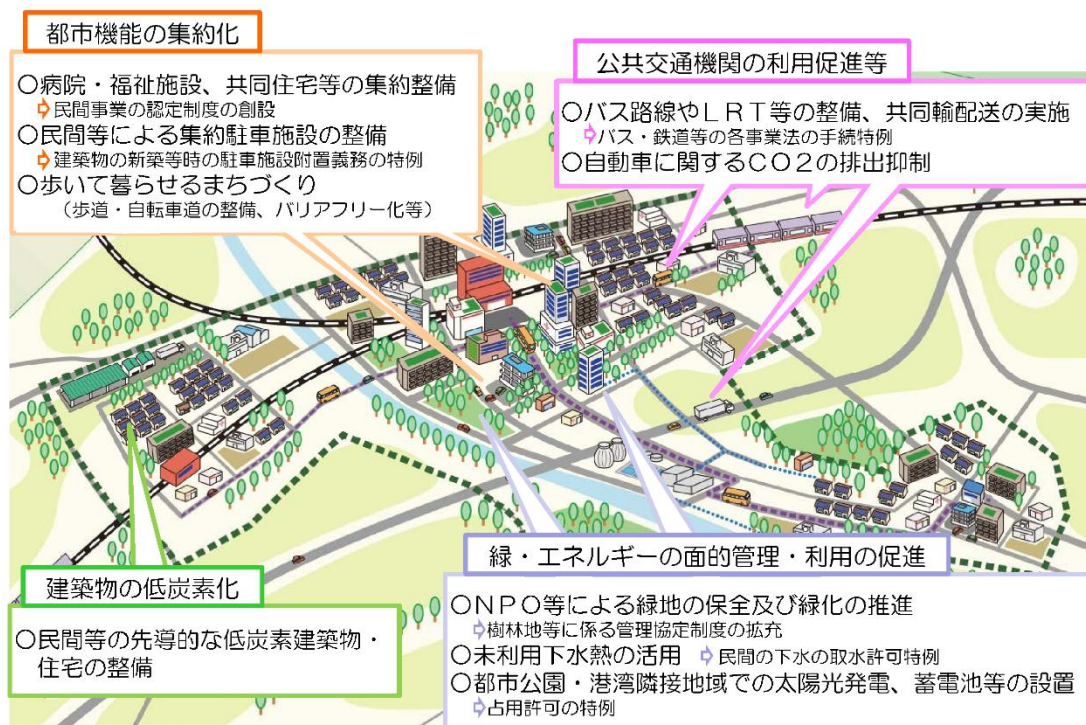 都市機能の集約化
○病院・福祉施設、共同住宅等の集約整備
⇨民間事業の認定制度の創設
○民間等による集約駐車施設の整備
⇨建築物の新築等時の駐車施設附置義務の特例
○歩いて暮らせるまちづくり
（歩道・自転車道の整備、バリアフリー化等）
公共交通機関の利用促進等
○バス路線やＬＲＴ等の整備、共同輸配送の実施
⇨バス・鉄道等の各事業法の手続特例
○自動車に関するＣＯ２の排出抑制
建築物の低炭素化
○民間等の先導的な低炭素建築物・
住宅の整備
緑・エネルギーの面的管理・利用の促進
○ＮＰＯ等による緑地の保全及び緑化の推進
⇨樹林地等に係る管理協定制度の拡充
○未利用下水熱の活用 ⇨民間の下水の取水許可特例
○都市公園・港湾隣接地域での太陽光発電、蓄電池等の設置
⇨占用許可の特例